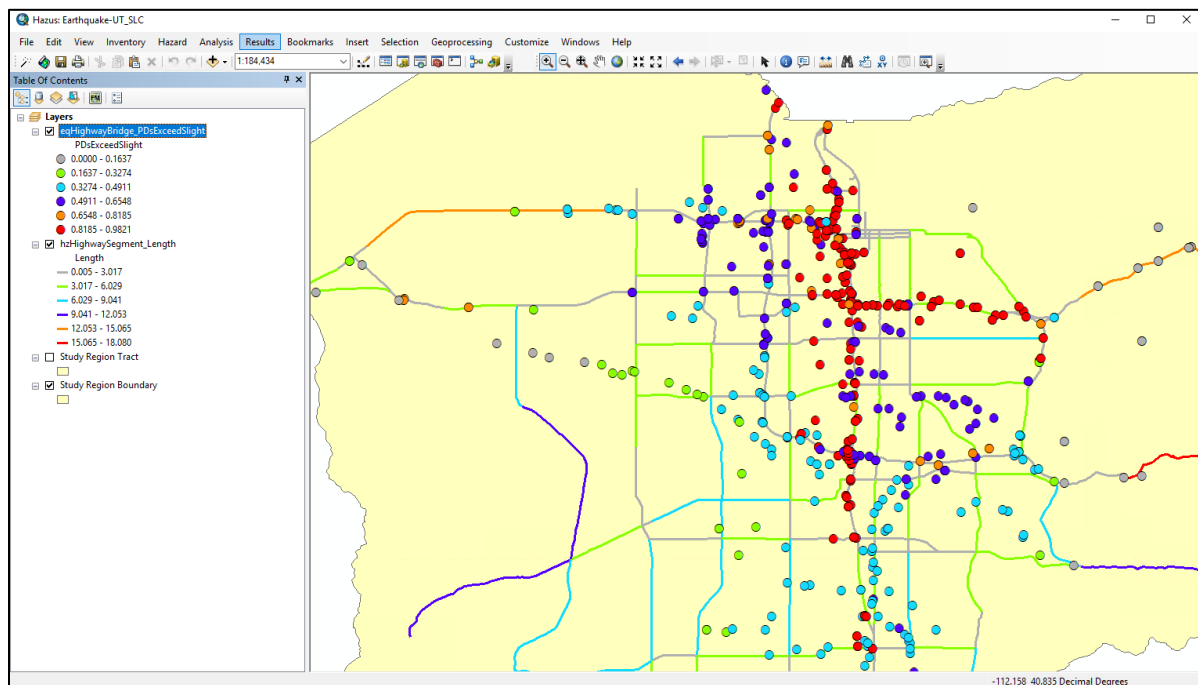 Hazus: Earthquake-UT_SLC
File Edit View Inventory Hazard Analysis Results Bookmarks Insert Selection Geoprocessing Customize Windows Help
1:184,434
Table Of Contents
Layers
eqHighwayBridge_PDsExceedSlight
PDsExceedSlight
0.0000 - 0.1637
0.1637 - 0.3274
0.3274 - 0.4911
0.4911 - 0.6548
0.6548 - 0.8185
0.8185 - 0.9821
hzHighwaySegment_Length
Length
0.005 - 3.017
3.017 - 6.029
6.029 - 9.041
9.041 - 12.053
12.053 - 15.065
15.065 - 18.080
Study Region Tract
Study Region Boundary
-112.158 40.835 Decimal Degrees